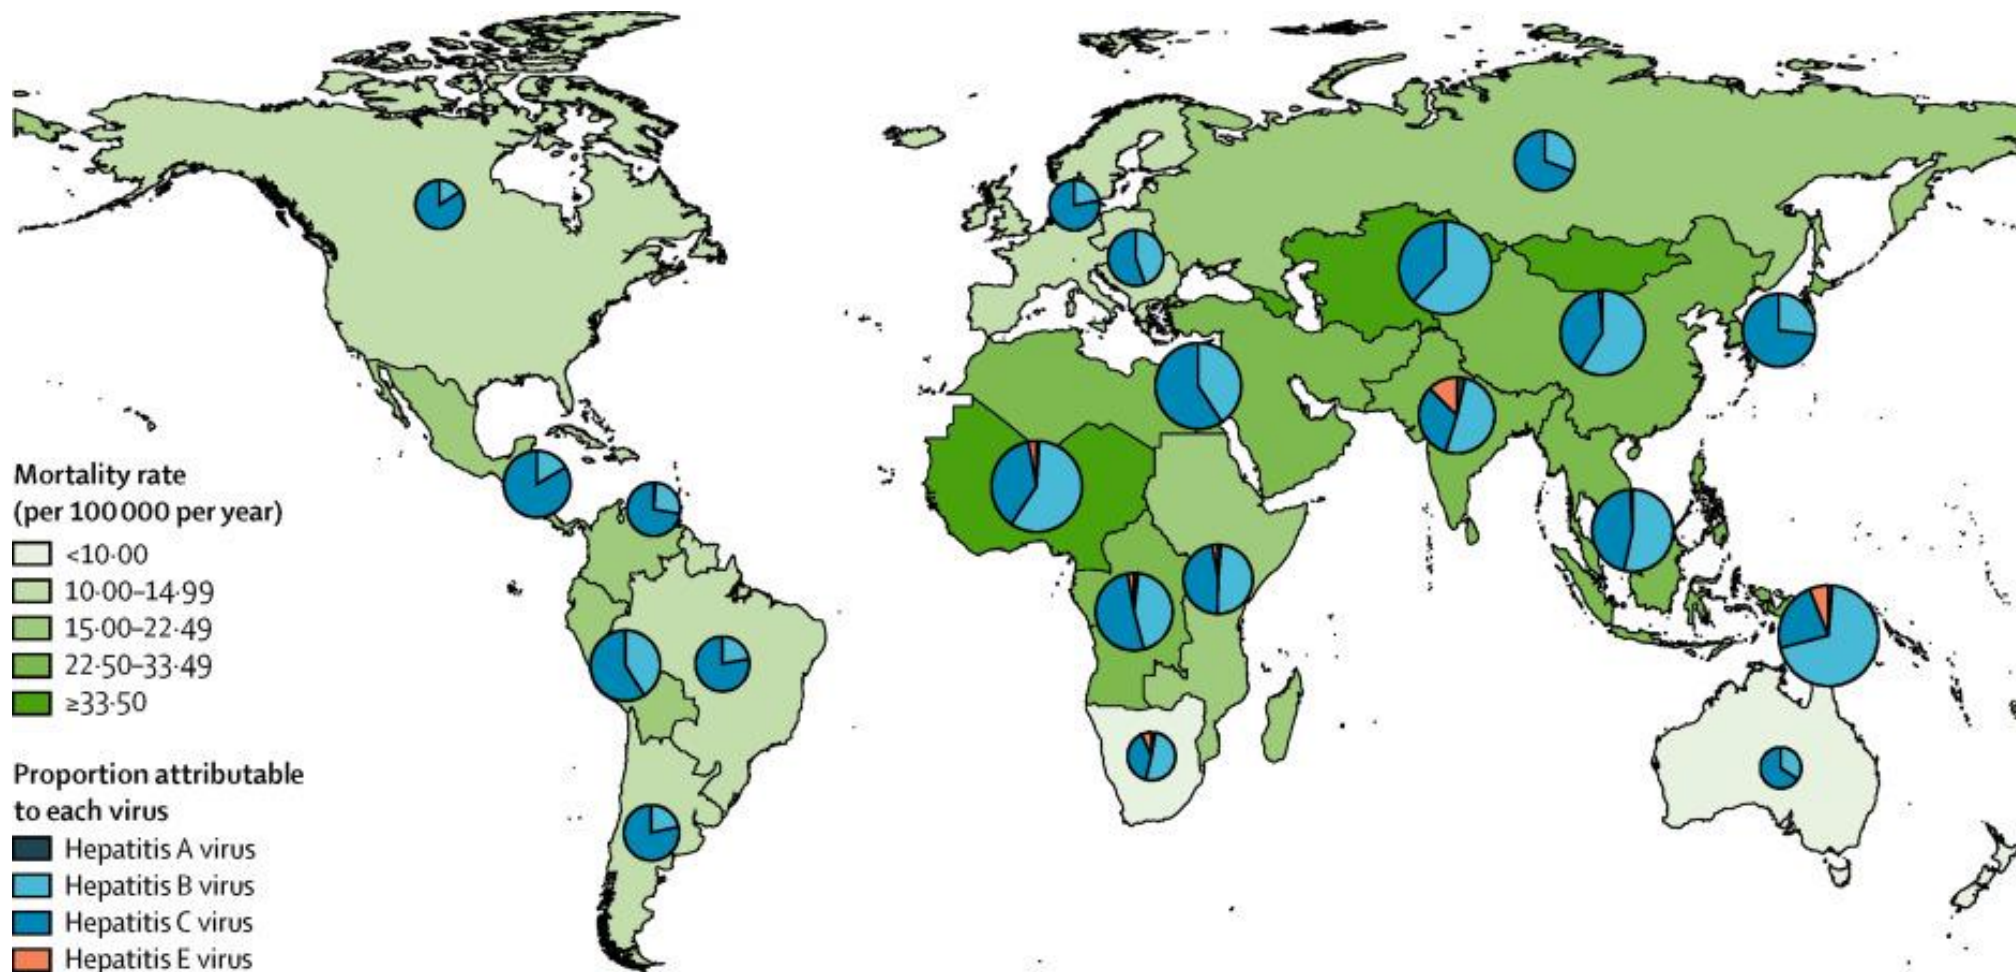 Mortality rate
(per 100 000 per year)
<10·00
10·00–14·99
15·00–22·49
22·50–33·49
≥33·50
Proportion attributable
to each virus
Hepatitis A virus
Hepatitis B virus
Hepatitis C virus
Hepatitis E virus